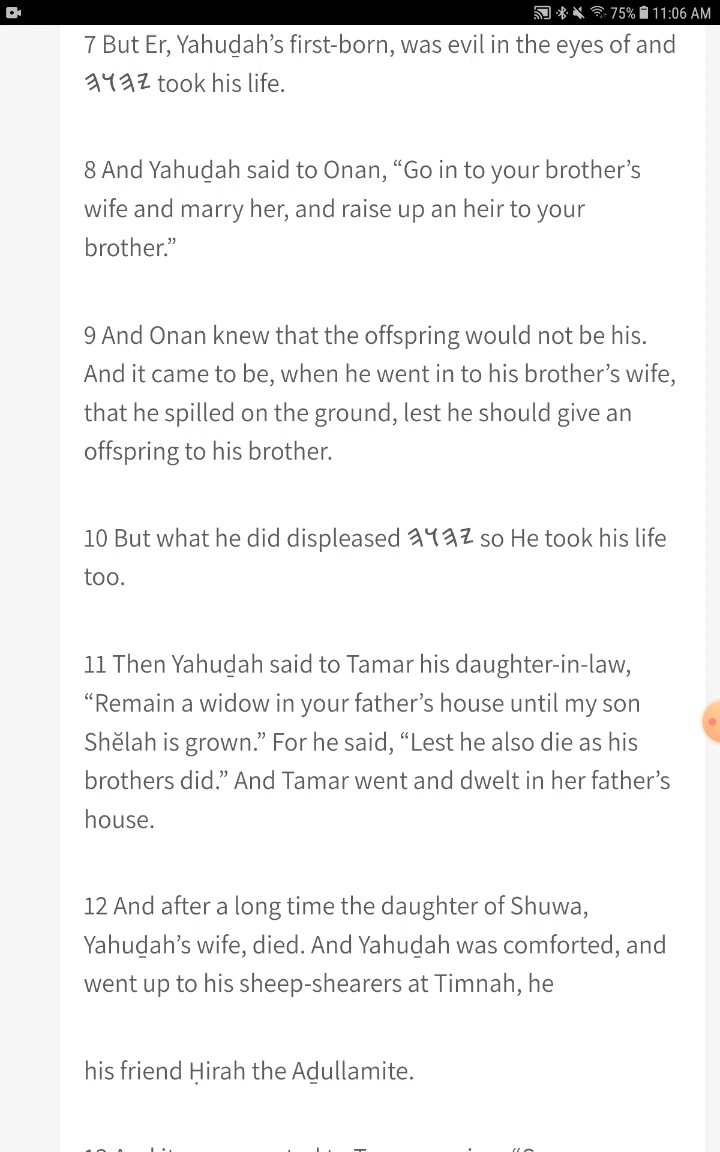 75% 11:06 AM
7 But Er, Yahuḏah’s first-born, was evil in the eyes of and
𐤉𐤄𐤅𐤄 took his life.
8 And Yahuḏah said to Onan, “Go in to your brother’s
wife and marry her, and raise up an heir to your
brother.”
9 And Onan knew that the offspring would not be his.
And it came to be, when he went in to his brother’s wife,
that he spilled on the ground, lest he should give an
offspring to his brother.
10 But what he did displeased 𐤉𐤄𐤅𐤄 so He took his life
too.
11 Then Yahuḏah said to Tamar his daughter-in-law,
“Remain a widow in your father’s house until my son
Shĕlah is grown.” For he said, “Lest he also die as his
brothers did.” And Tamar went and dwelt in her father’s
house.
12 And after a long time the daughter of Shuwa,
Yahuḏah’s wife, died. And Yahuḏah was comforted, and
went up to his sheep-shearers at Timnah, he
his friend Ḥirah the Aḏullamite.